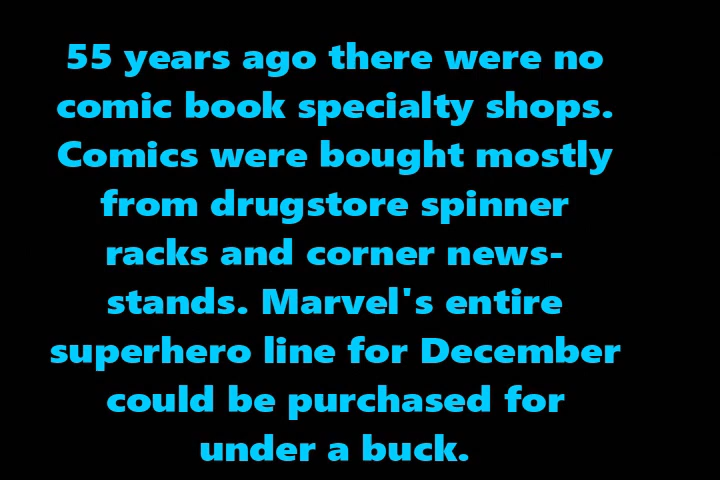 55 years ago there were no
comic book specialty shops.
Comics were bought mostly
from drugstore spinner
racks and corner news-
stands. Marvel's entire
superhero line for December
could be purchased for
under a buck.